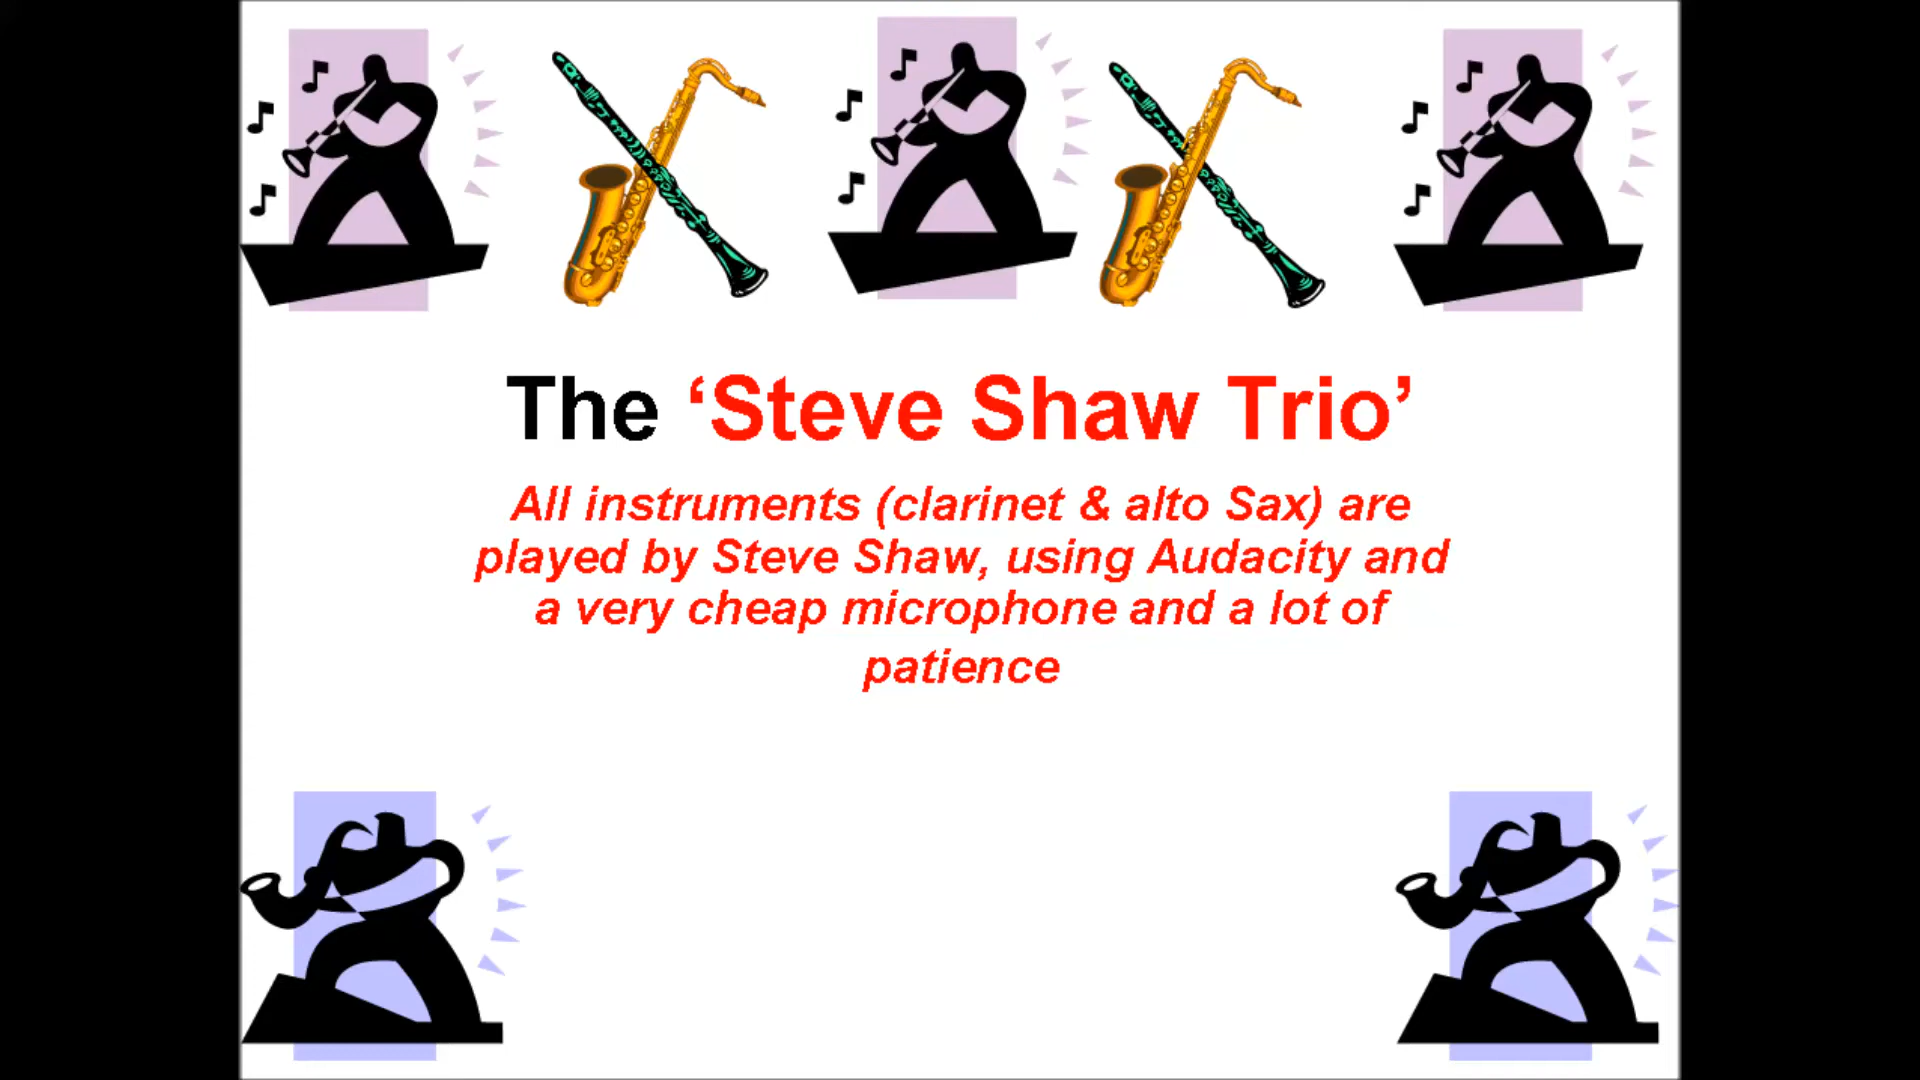 The ‘Steve Shaw Trio’
All instruments (clarinet & alto Sax) are
played by Steve Shaw, using Audacity and
a very cheap microphone and a lot of
patience